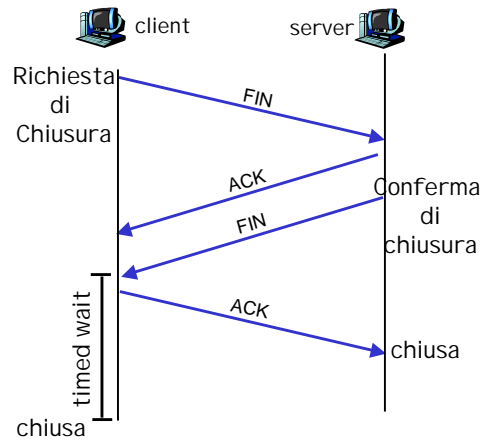 client
server
Richiesta
di
Chiusura
FIN
ACK
Conferma
di
chiusura
FIN
timed wait
ACK
chiusa
chiusa